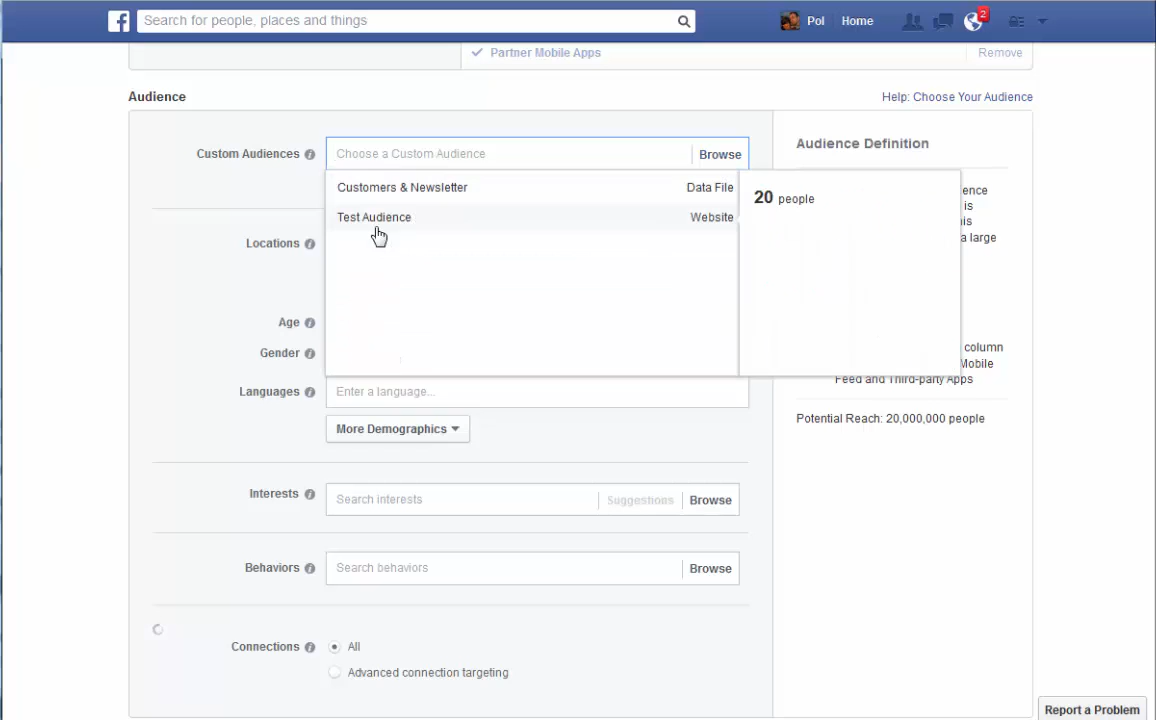 Search for people, places and things
Pol
Home
2
Partner Mobile Apps
Remove
Audience
Help: Choose Your Audience
Custom Audiences
Choose a Custom Audience
Browse
Audience Definition
Customers & Newsletter
Data File
20 people
ence
is
Test Audience
Website
a large
Locations
Age
Gender
column
Mobile
Feed and Third-party Apps
Languages
Enter a language...
Potential Reach: 20,000,000 people
More Demographics
Interests
Search interests
Suggestions
Browse
Behaviors
Search behaviors
Browse
Connections
All
Advanced connection targeting
Report a Problem